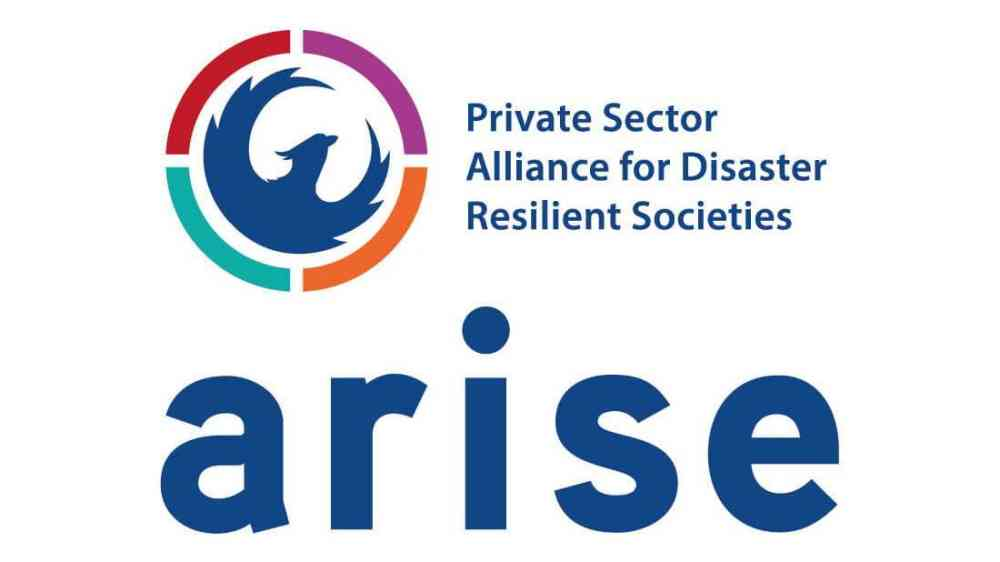 Private Sector
Alliance for Disaster
Resilient Societies
arise